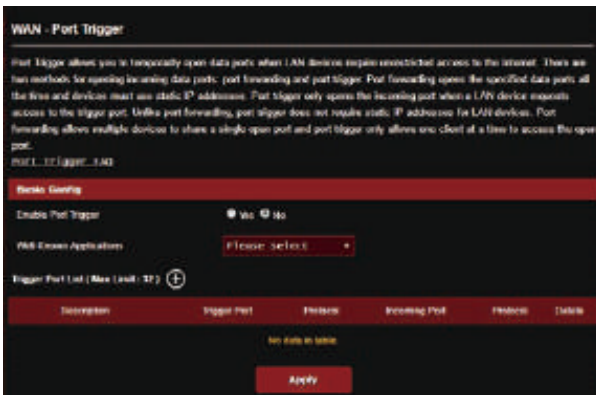 WAN - Port Trigger
Port Trigger allows you to temporarily open data ports when LAN devices require unrestricted access to the Internet. There are
two methods for opening incoming data ports: port forwarding and port trigger. Port forwarding opens the specified data ports all
the time and devices must use static IP addresses. Port trigger only opens the incoming port when a LAN device requests
access to the trigger port. Unlike port forwarding, port trigger does not require static IP addresses for LAN devices. Port
forwarding allows multiple devices to share a single open port and port trigger only allows one client at a time to access the open
port.
Port Trigger FAQ
Basic Config
Enable Port Trigger Yes No
Well-Known Applications Please select
Trigger Port List (Max Limit : 32)
Description Trigger Port Protocol Incoming Port Protocol Delete
No data in table.
Apply